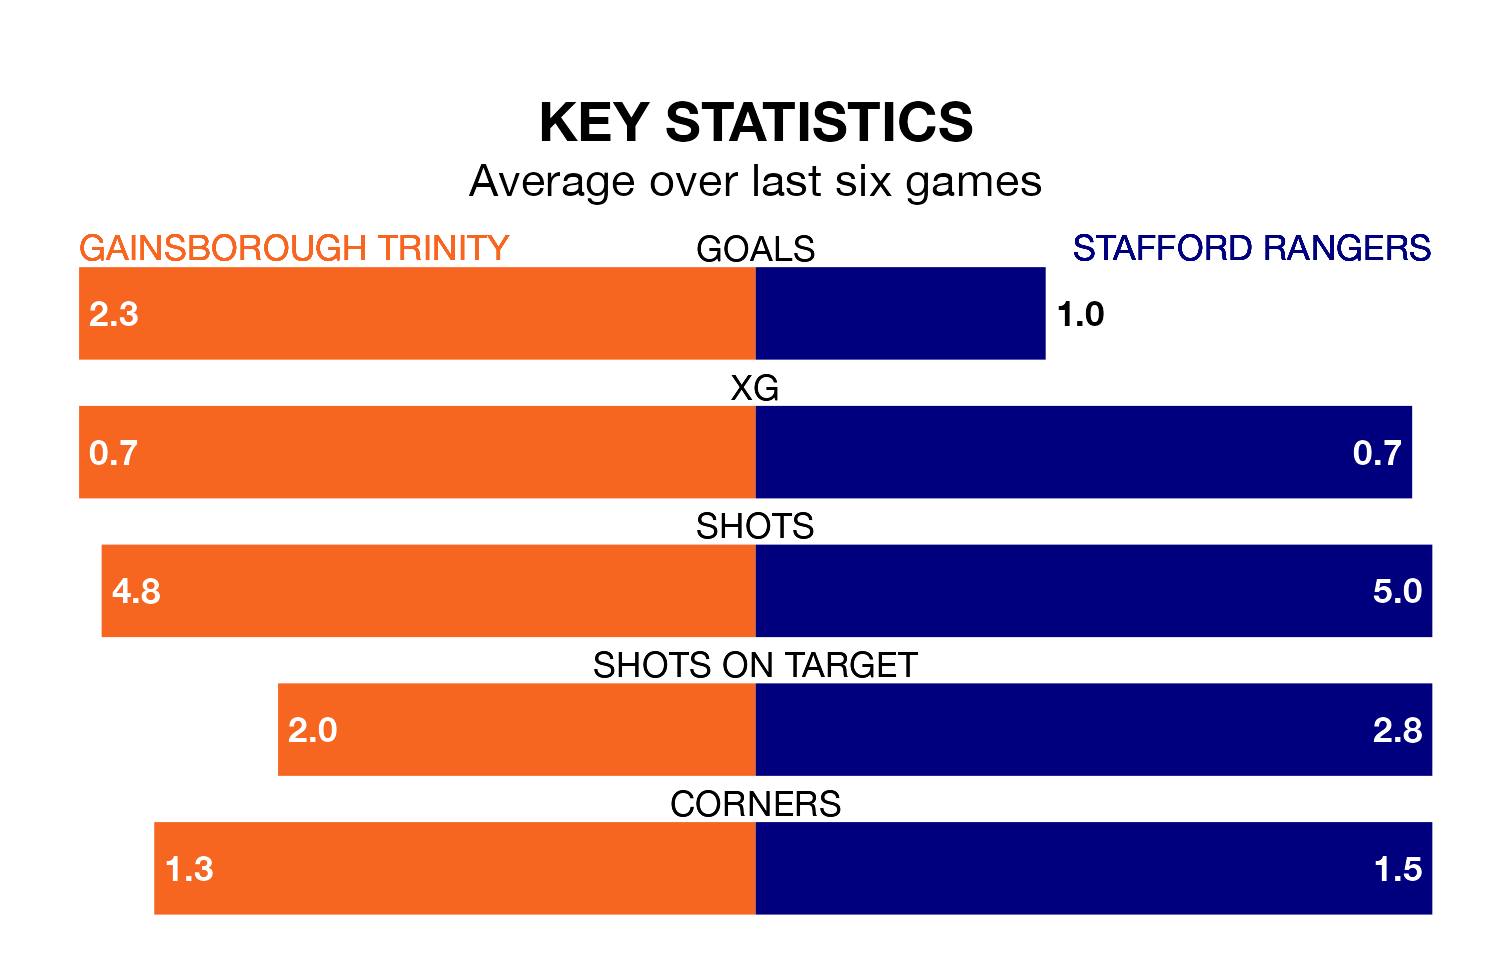 KEY STATISTICS
Average over last six games
GAINSBOROUGH TRINITY GOALS STAFFORD RANGERS
2.3 1.0
XG
0.7 0.7
SHOTS
4.8 5.0
SHOTS ON TARGET
2.0 2.8
CORNERS
1.3 1.5